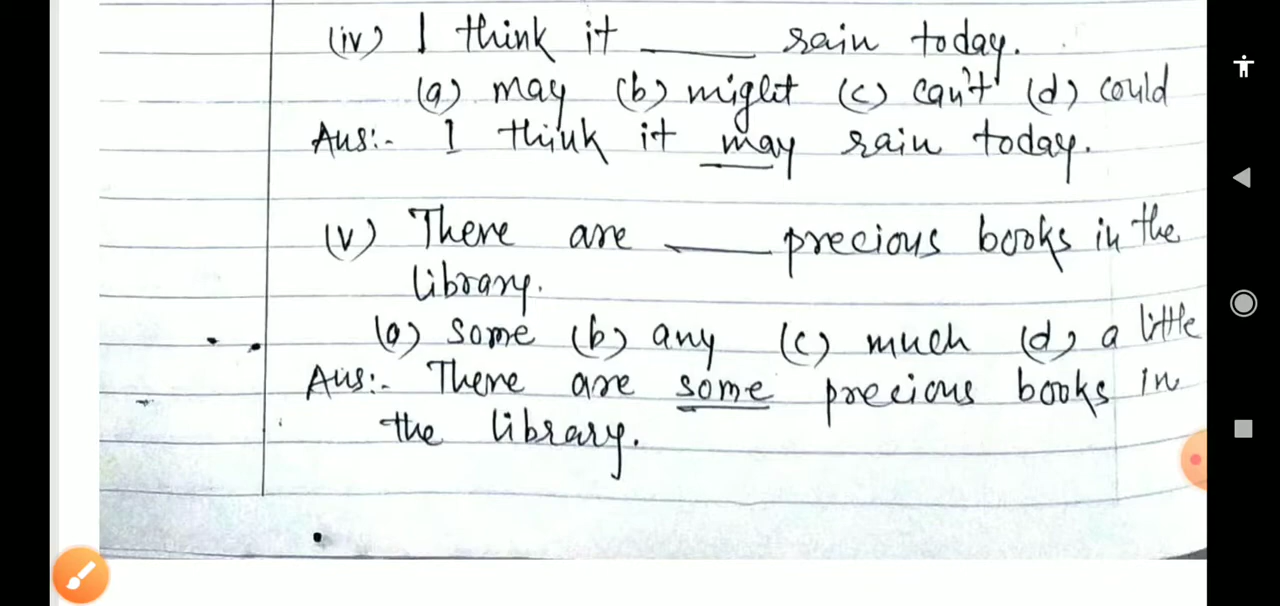 (iv) I think it ____ rain today.
(a) may (b) might (c) can't (d) could
Ans:- I think it may rain today.
(v) There are ____ precious books in the
library.
(a) some (b) any (c) much (d) a little
Ans:- There are some precious books in
the library.